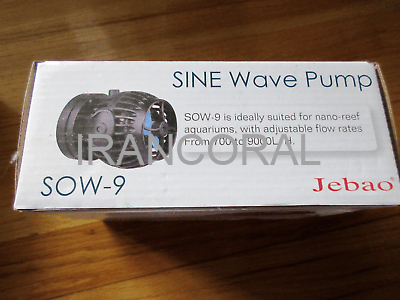 SINE Wave Pump
SOW-9 is ideally suited for nano-reef
aquariums, with adjustable flow rates
From 700 to 9000L/H.
IRANCORAL
SOW-9
Jebao®